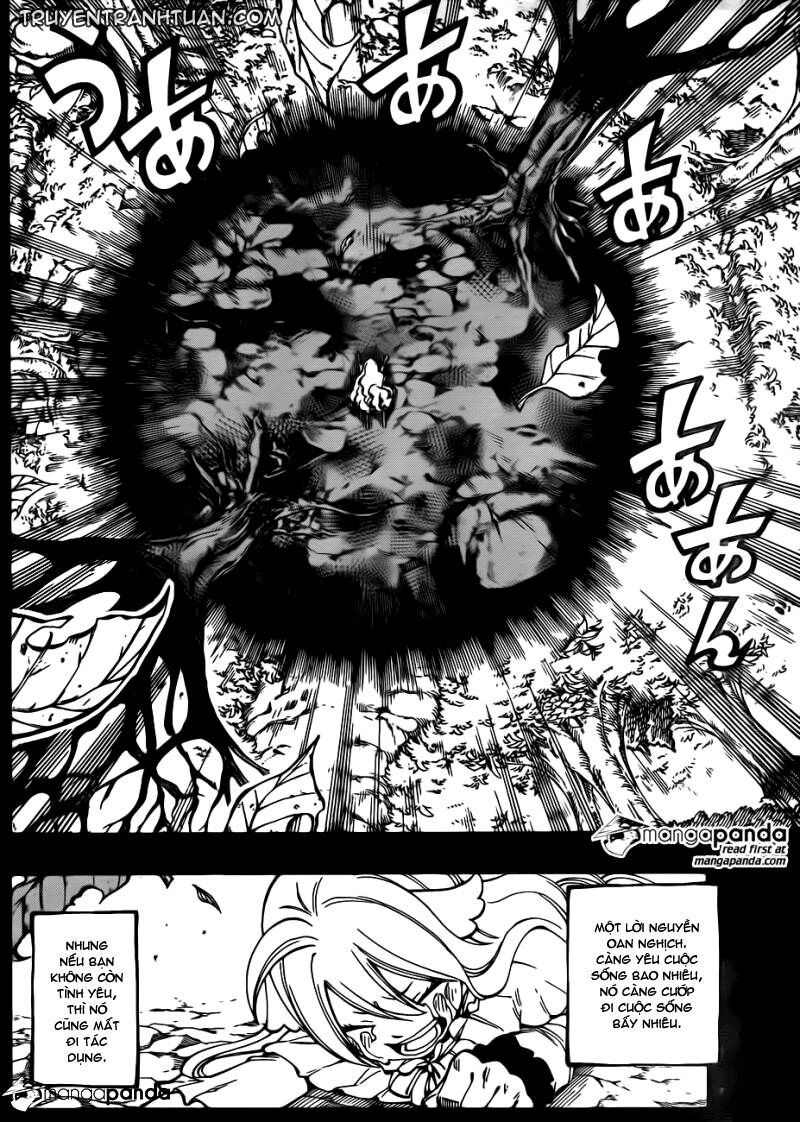 TRUYENTRANHTUAN.COM
うあ
ああ
ああん
mangapanda
read first at
mangapanda.com
MỘT LỜI NGUYỀN
OAN NGHỊCH.
CÀNG YÊU CUỘC
SỐNG BAO NHIÊU,
NÓ CÀNG CƯỚP
ĐI CUỘC SỐNG
BẤY NHIÊU.
NHƯNG
NẾU BẠN
KHÔNG CÒN
TÌNH YÊU,
THÌ NÓ
CŨNG MẤT
ĐI TÁC
DỤNG.
mangapanda